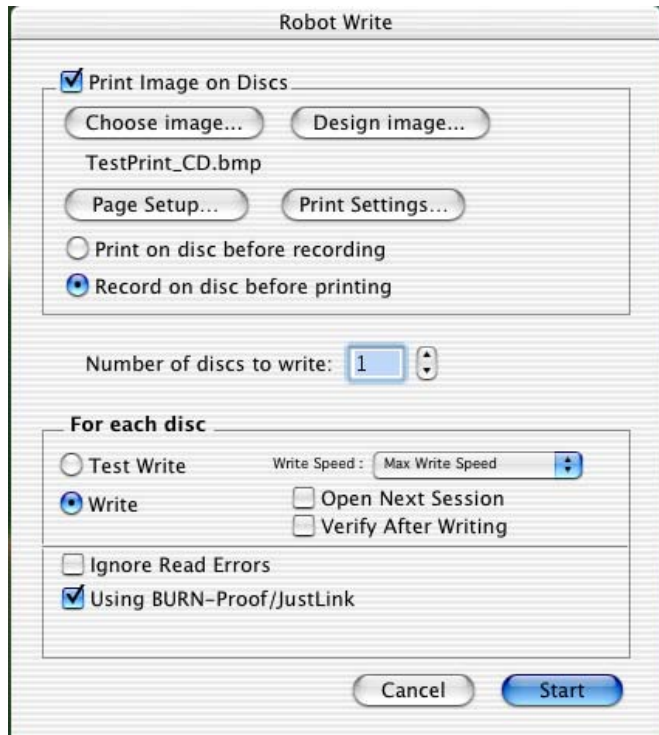 Robot Write
Print Image on Discs
Choose image... Design image...
TestPrint_CD.bmp
Page Setup... Print Settings...
Print on disc before recording
Record on disc before printing
Number of discs to write: 1
For each disc
Test Write Write Speed : Max Write Speed
Write Open Next Session
Verify After Writing
Ignore Read Errors
Using BURN-Proof/JustLink
Cancel Start